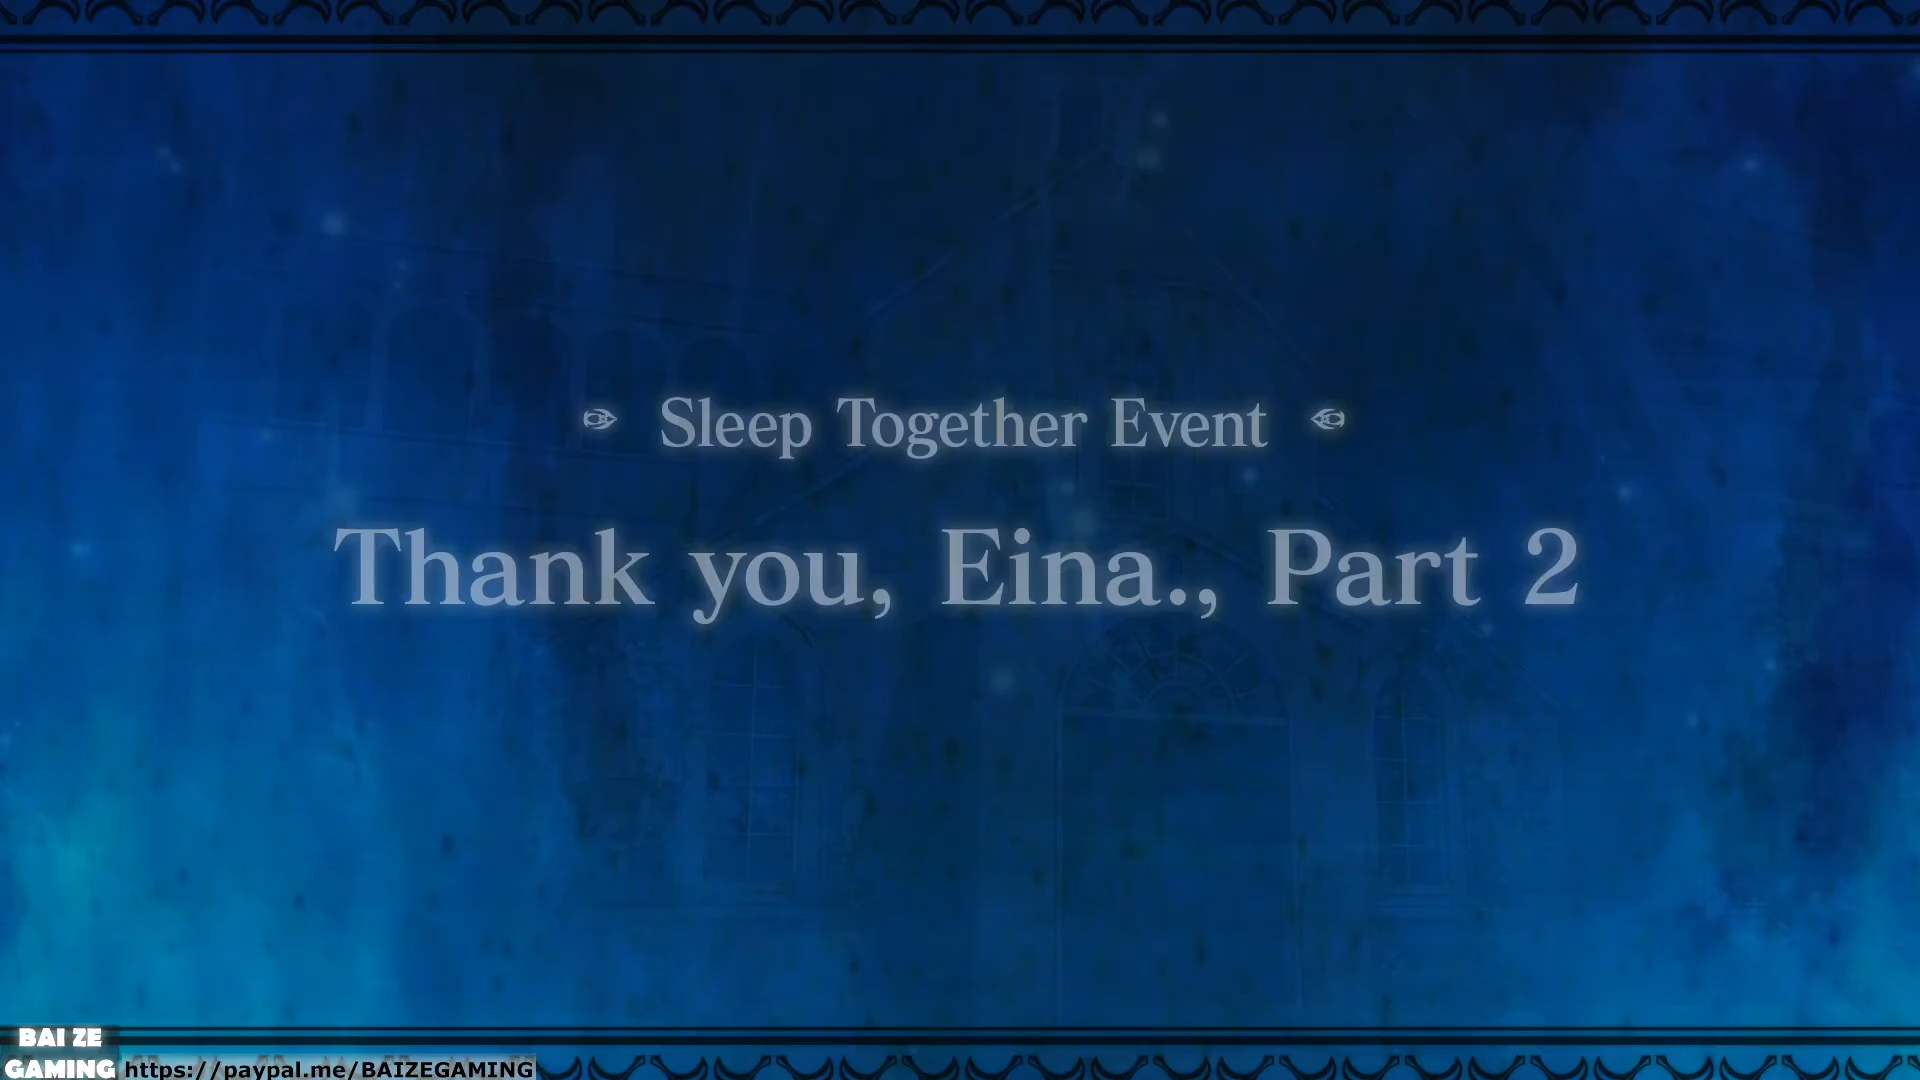 Sleep Together Event
Thank you, Eina., Part 2
BAI ZE
GAMING https://paypal.me/BAIZEGAMING